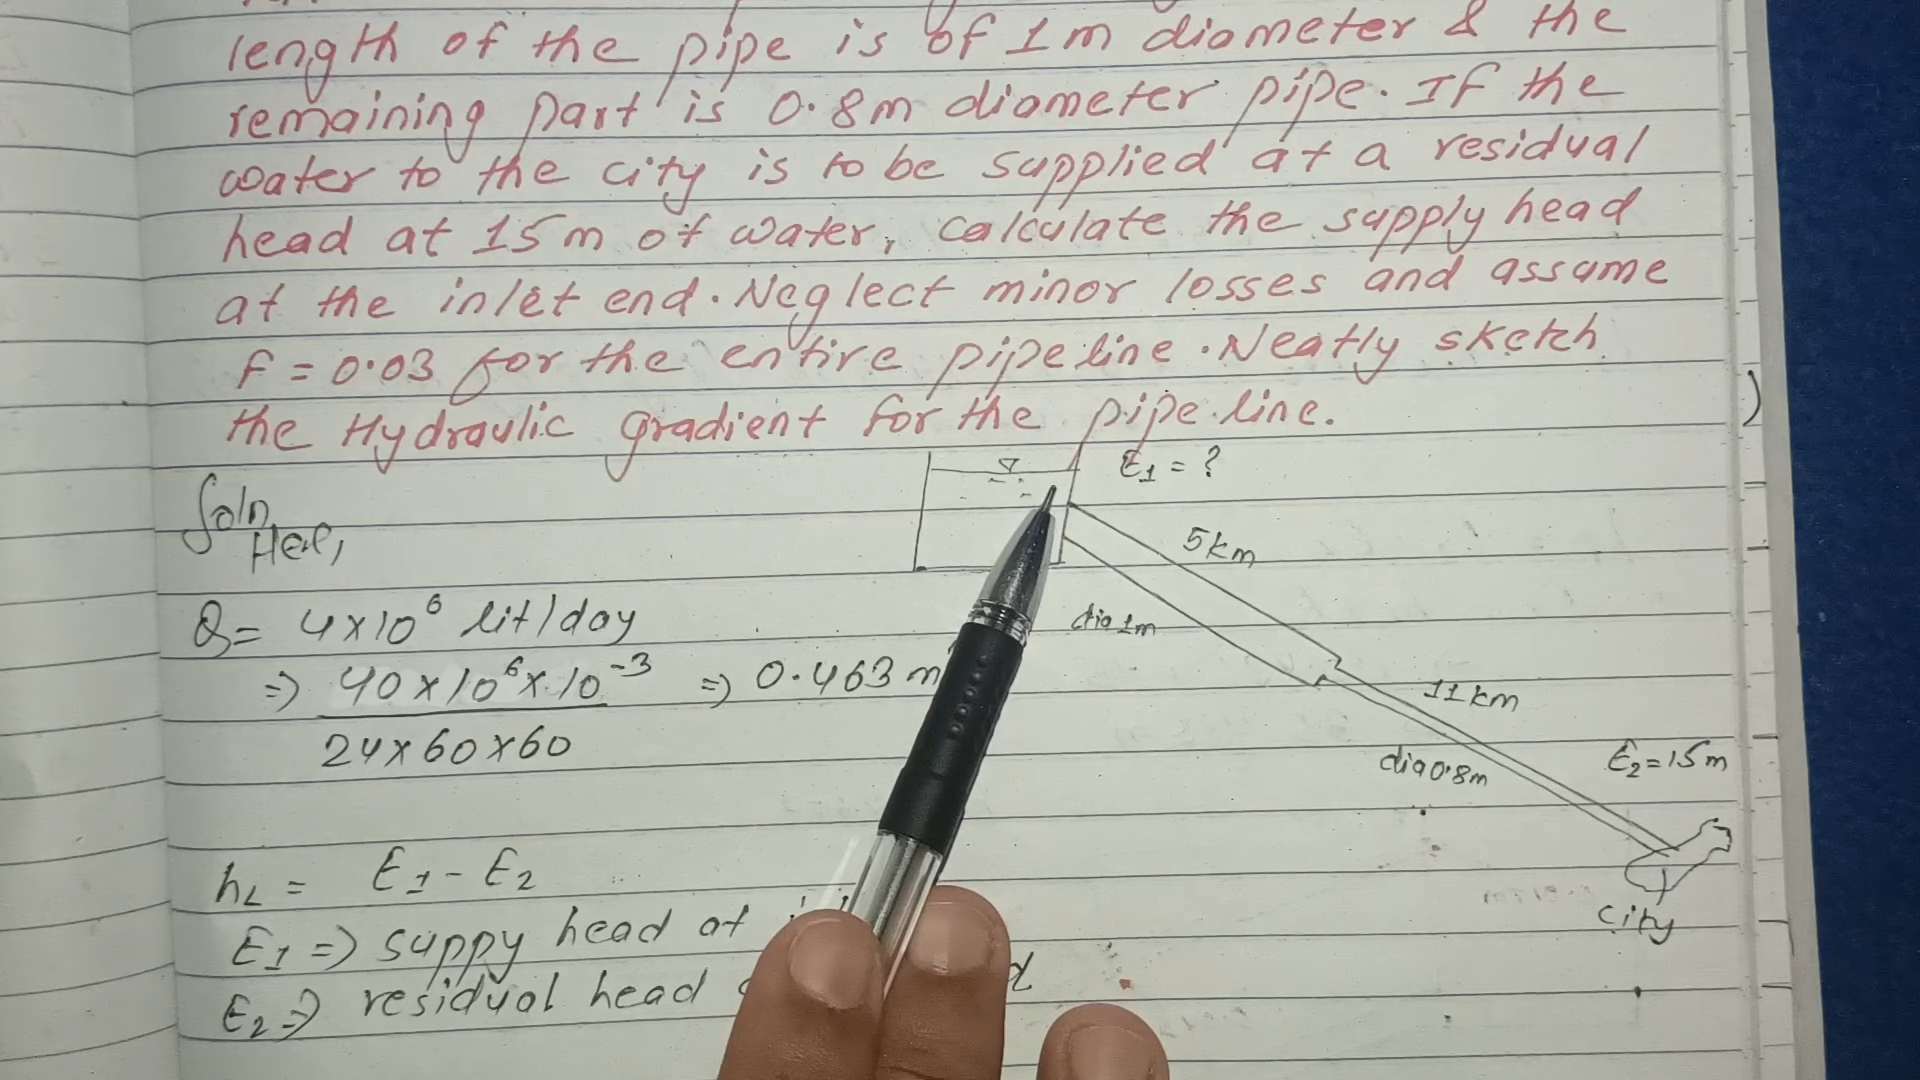 length of the pipe is of 1m diameter & the
remaining part is 0.8m diameter pipe. If the
water to the city is to be supplied at a residual
head at 15m of water, calculate the supply head
at the inlet end. Neglect minor losses and assume
F = 0.03 for the entire pipeline. Neatly sketch
the Hydraulic gradient for the pipe line.
Soln
Here,
E₁ = ?
5km
dia 1m
11km
dia 0.8m
E₂=15m
city
Q = 4×10⁶ lit/day
=> 40×10⁶×10⁻³ => 0.463 m
24×60×60
hL = E₁ - E₂
E₁ => suppy head at
E₂ => residual head